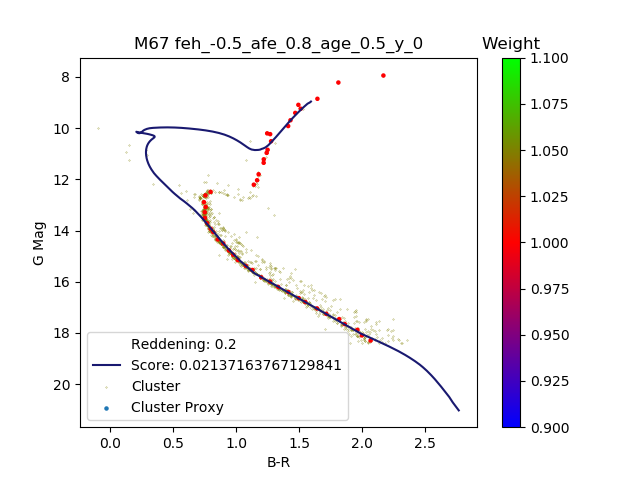 M67 feh_-0.5_afe_0.8_age_0.5_y_0
Weight
8
10
12
14
16
18
20
G Mag
0.0 0.5 1.0 1.5 2.0 2.5
B-R
Reddening: 0.2
Score: 0.02137163767129841
Cluster
Cluster Proxy
1.100
1.075
1.050
1.025
1.000
0.975
0.950
0.925
0.900